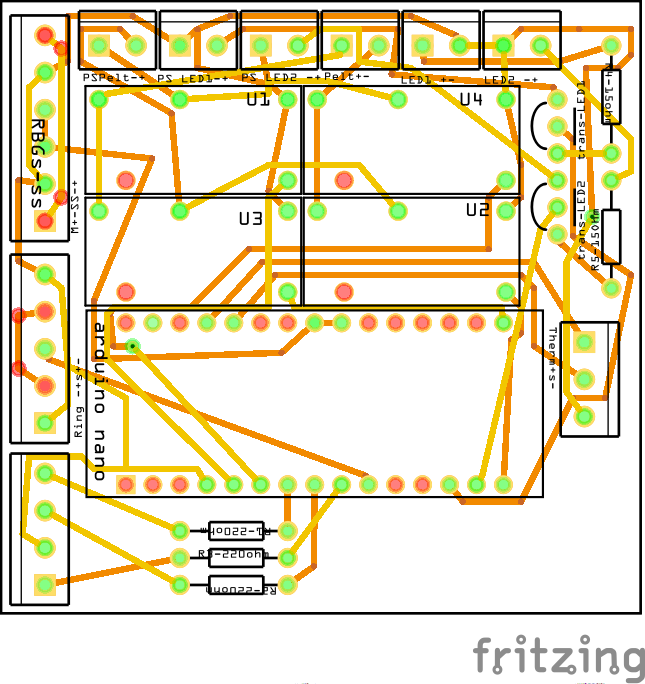 PSPelt-+
PS LED1-+
PS LED2 -+
Pelt+-
LED1 +-
LED2 -+
U1
U4
R4-150hm
trans-LED1
RBGs-ss
M+-SS-+
U3
U2
trans-LED2
R5-150Hm
arduino nano
Therm+s-
Ring -+s+-
R1-220ohm
R3-220ohm
R2-220ohm
fritzing